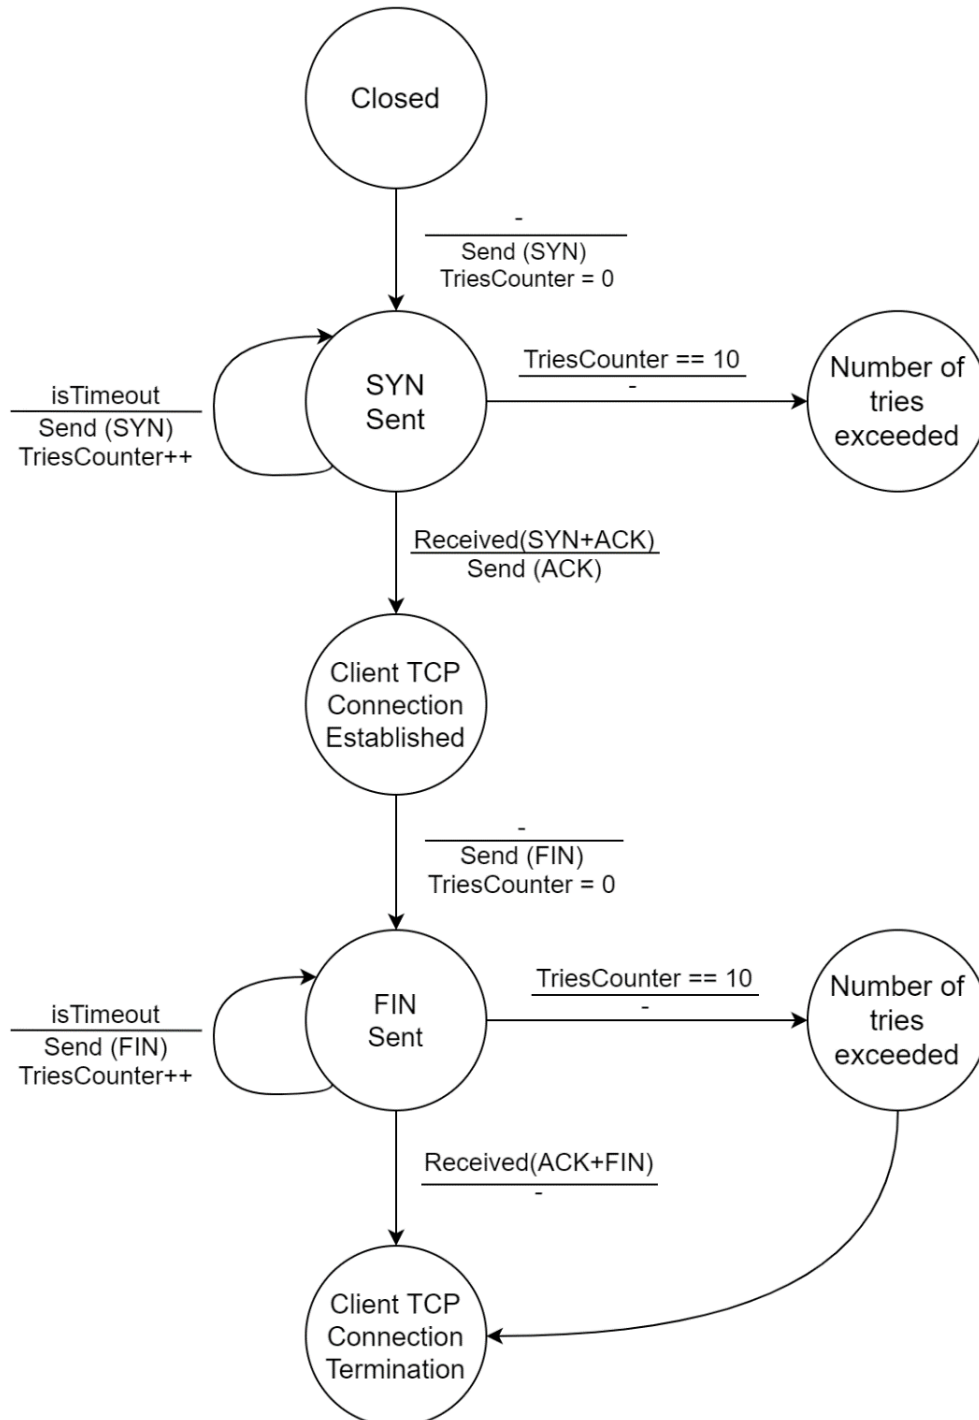 Closed
-
Send (SYN)
TriesCounter = 0
isTimeout
Send (SYN)
TriesCounter++
SYN
Sent
TriesCounter == 10
-
Number of
tries
exceeded
Received(SYN+ACK)
Send (ACK)
Client TCP
Connection
Established
-
Send (FIN)
TriesCounter = 0
isTimeout
Send (FIN)
TriesCounter++
FIN
Sent
TriesCounter == 10
-
Number of
tries
exceeded
Received(ACK+FIN)
-
Client TCP
Connection
Termination